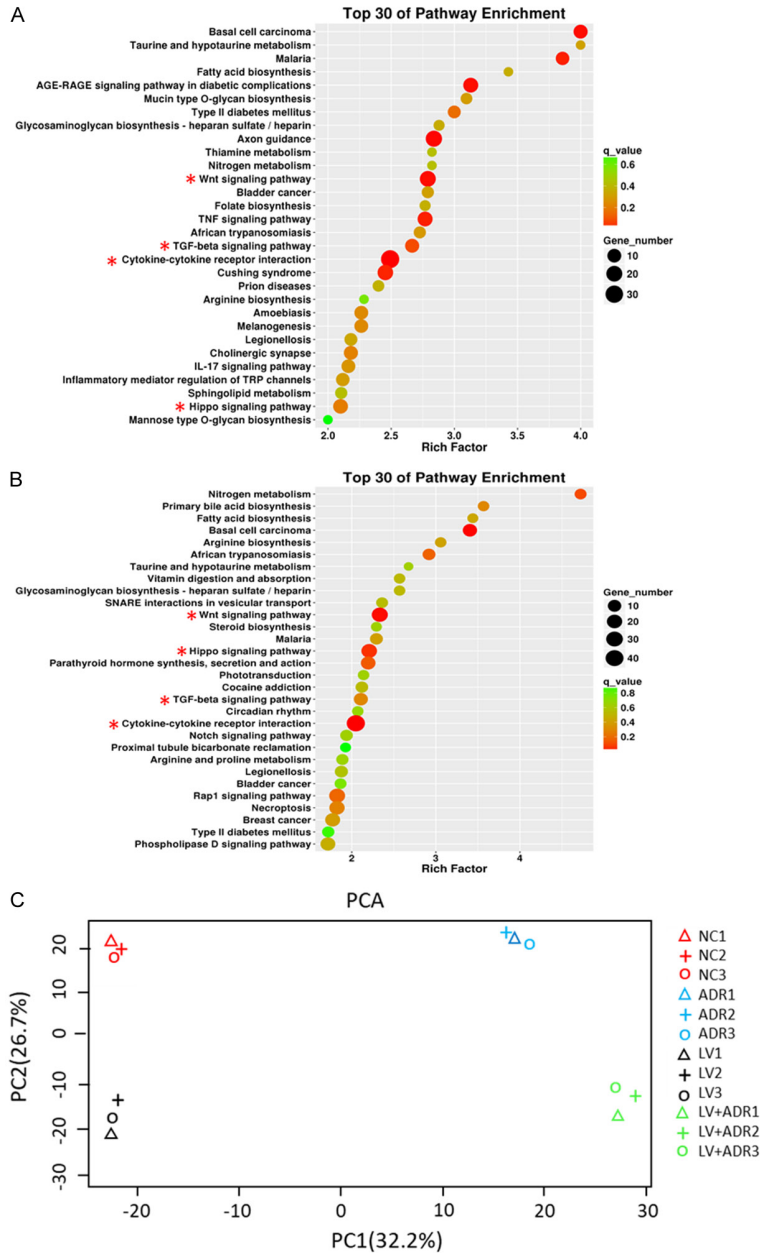 A
Top 30 of Pathway Enrichment
Basal cell carcinoma
Taurine and hypotaurine metabolism
Malaria
Fatty acid biosynthesis
AGE-RAGE signaling pathway in diabetic complications
Mucin type O-glycan biosynthesis
Type II diabetes mellitus
Glycosaminoglycan biosynthesis - heparan sulfate / heparin
Axon guidance
Thiamine metabolism
Nitrogen metabolism
* Wnt signaling pathway
Bladder cancer
Folate biosynthesis
TNF signaling pathway
African trypanosomiasis
* TGF-beta signaling pathway
* Cytokine-cytokine receptor interaction
Cushing syndrome
Prion diseases
Arginine biosynthesis
Amoebiasis
Melanogenesis
Legionellosis
Cholinergic synapse
IL-17 signaling pathway
Inflammatory mediator regulation of TRP channels
Sphingolipid metabolism
* Hippo signaling pathway
Mannose type O-glycan biosynthesis
2.0 2.5 3.0 3.5 4.0
Rich Factor
q_value
0.6
0.4
0.2
Gene_number
10
20
30
B
Top 30 of Pathway Enrichment
Nitrogen metabolism
Primary bile acid biosynthesis
Fatty acid biosynthesis
Basal cell carcinoma
Arginine biosynthesis
African trypanosomiasis
Taurine and hypotaurine metabolism
Vitamin digestion and absorption
Glycosaminoglycan biosynthesis - heparan sulfate / heparin
SNARE interactions in vesicular transport
* Wnt signaling pathway
Steroid biosynthesis
Malaria
* Hippo signaling pathway
Parathyroid hormone synthesis, secretion and action
Phototransduction
Cocaine addiction
* TGF-beta signaling pathway
Circadian rhythm
* Cytokine-cytokine receptor interaction
Notch signaling pathway
Proximal tubule bicarbonate reclamation
Arginine and proline metabolism
Legionellosis
Bladder cancer
Rap1 signaling pathway
Necroptosis
Breast cancer
Type II diabetes mellitus
Phospholipase D signaling pathway
2 3 4
Rich Factor
Gene_number
10
20
30
40
q_value
0.8
0.6
0.4
0.2
C
PCA
PC2(26.7%)
20
10
0
-10
-20
-30
-20 -10 0 10 20 30
PC1(32.2%)
NC1
NC2
NC3
ADR1
ADR2
ADR3
LV1
LV2
LV3
LV+ADR1
LV+ADR2
LV+ADR3